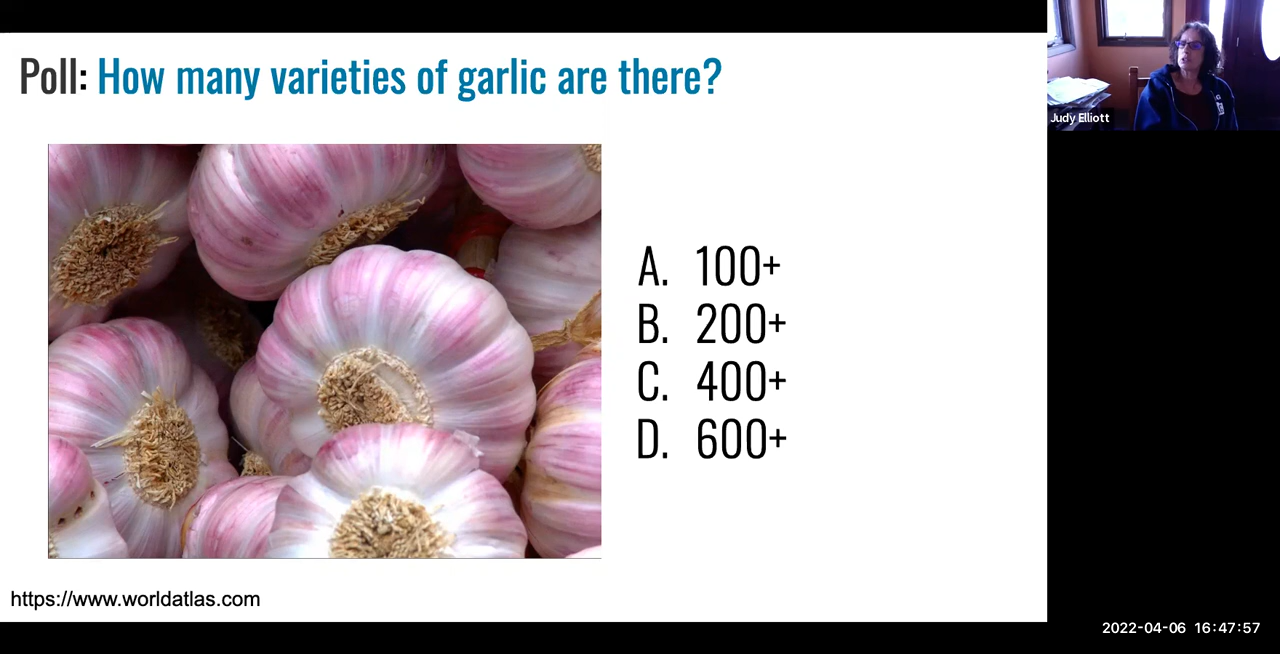 Poll: How many varieties of garlic are there?
Judy Elliott
A. 100+
B. 200+
C. 400+
D. 600+
https://www.worldatlas.com
2022-04-06 16:47:57